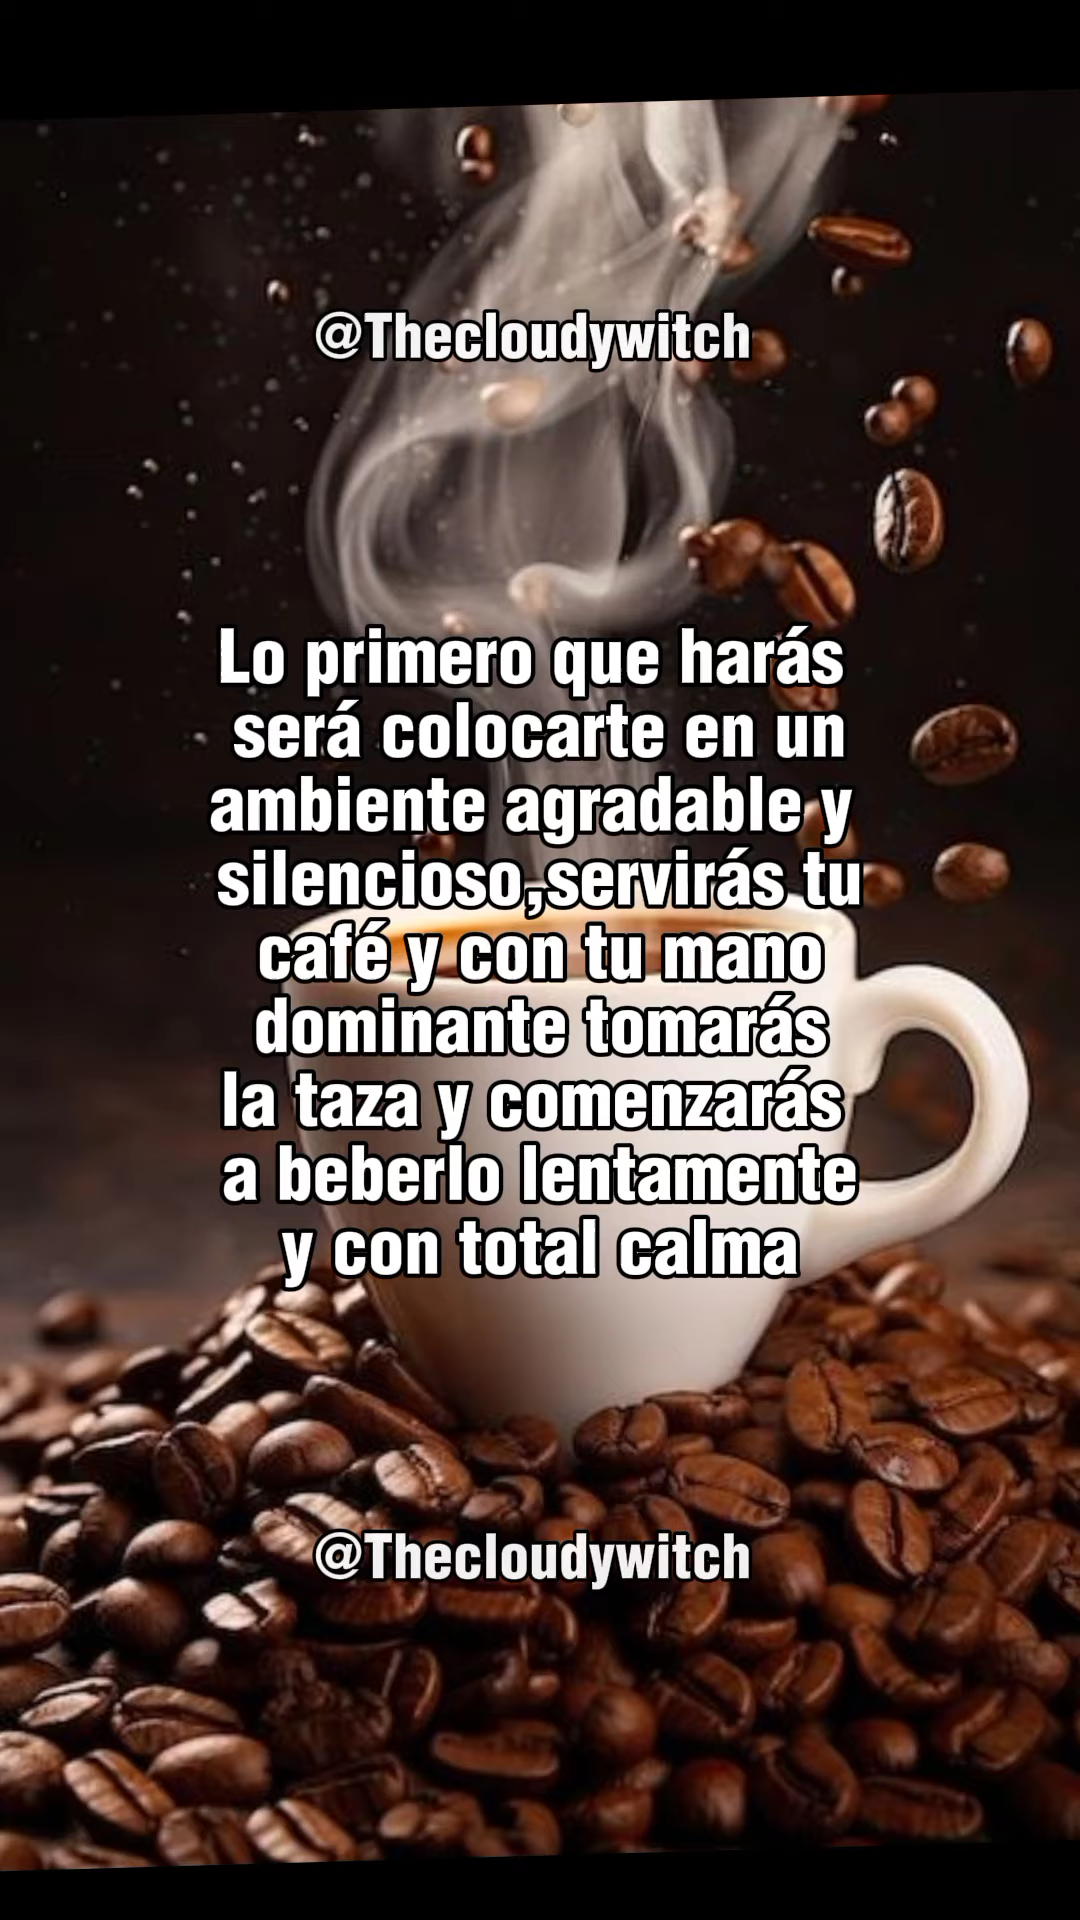 @Thecloudywitch
Lo primero que harás
será colocarte en un
ambiente agradable y
silencioso,servirás tu
café y con tu mano
dominante tomarás
la taza y comenzarás
a beberlo lentamente
y con total calma
@Thecloudywitch